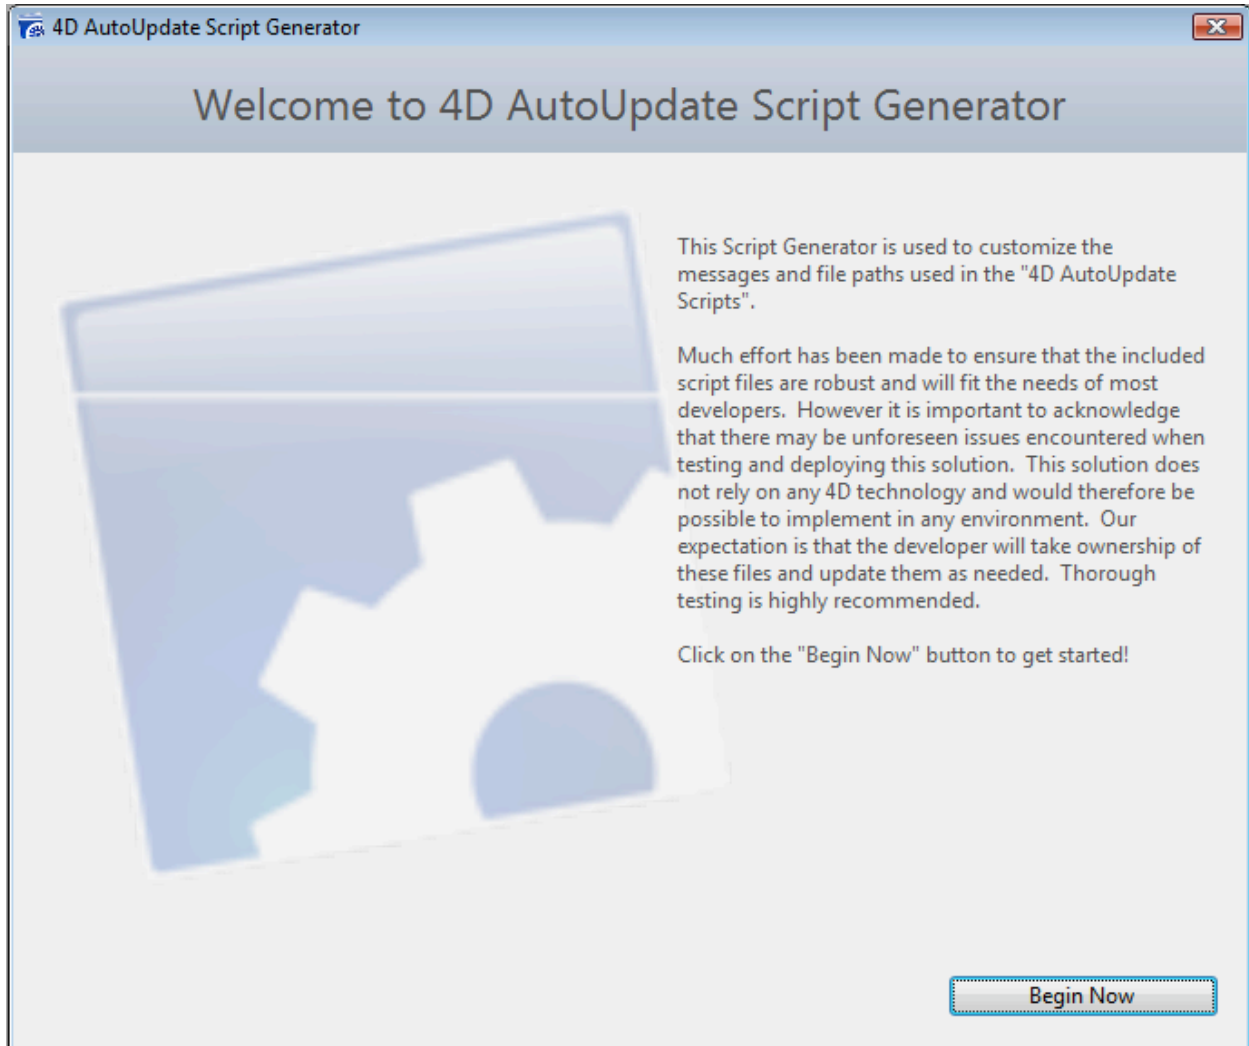 4D AutoUpdate Script Generator
Welcome to 4D AutoUpdate Script Generator
This Script Generator is used to customize the
messages and file paths used in the "4D AutoUpdate
Scripts".
Much effort has been made to ensure that the included
script files are robust and will fit the needs of most
developers.  However it is important to acknowledge
that there may be unforeseen issues encountered when
testing and deploying this solution.  This solution does
not rely on any 4D technology and would therefore be
possible to implement in any environment.  Our
expectation is that the developer will take ownership of
these files and update them as needed.  Thorough
testing is highly recommended.
Click on the "Begin Now" button to get started!
Begin Now